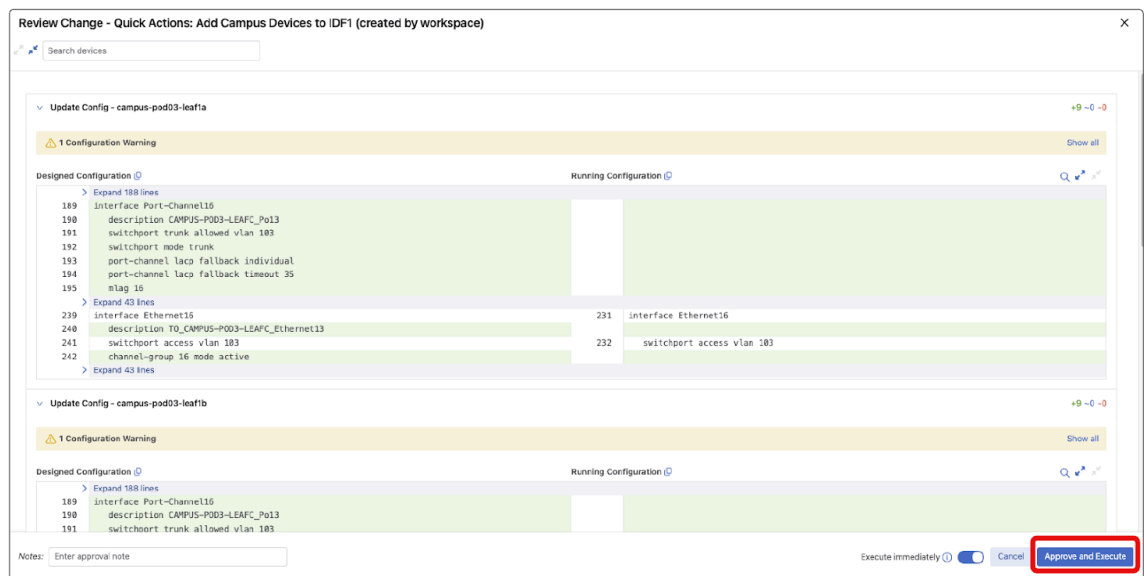 Review Change - Quick Actions: Add Campus Devices to IDF1 (created by workspace)
Search devices
Update Config - campus-pod03-leaf1a +9 ~0 -0
1 Configuration Warning Show all
Designed Configuration Running Configuration
Expand 188 lines
189 interface Port-Channel16
190 description CAMPUS-POD3-LEAFC_Po13
191 switchport trunk allowed vlan 103
192 switchport mode trunk
193 port-channel lacp fallback individual
194 port-channel lacp fallback timeout 35
195 mlag 16
Expand 43 lines
239 interface Ethernet16 231 interface Ethernet16
240 description TO_CAMPUS-POD3-LEAFC_Ethernet13
241 switchport access vlan 103 232 switchport access vlan 103
242 channel-group 16 mode active
Expand 43 lines
Update Config - campus-pod03-leaf1b +9 ~0 -0
1 Configuration Warning Show all
Designed Configuration Running Configuration
Expand 188 lines
189 interface Port-Channel16
190 description CAMPUS-POD3-LEAFC_Po13
191 switchport trunk allowed vlan 103
Notes: Enter approval note Execute immediately Cancel Approve and Execute